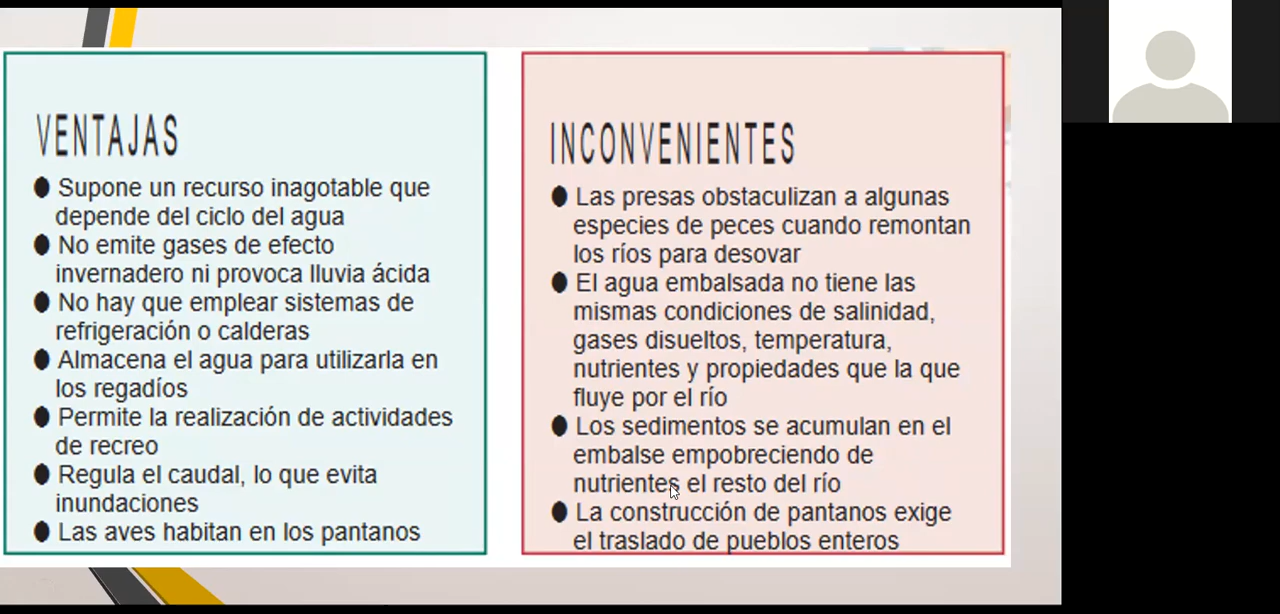 VENTAJAS
● Supone un recurso inagotable que
depende del ciclo del agua
● No emite gases de efecto
invernadero ni provoca lluvia ácida
● No hay que emplear sistemas de
refrigeración o calderas
● Almacena el agua para utilizarla en
los regadíos
● Permite la realización de actividades
de recreo
● Regula el caudal, lo que evita
inundaciones
● Las aves habitan en los pantanos
INCONVENIENTES
● Las presas obstaculizan a algunas
especies de peces cuando remontan
los ríos para desovar
● El agua embalsada no tiene las
mismas condiciones de salinidad,
gases disueltos, temperatura,
nutrientes y propiedades que la que
fluye por el río
● Los sedimentos se acumulan en el
embalse empobreciendo de
nutrientes el resto del río
● La construcción de pantanos exige
el traslado de pueblos enteros